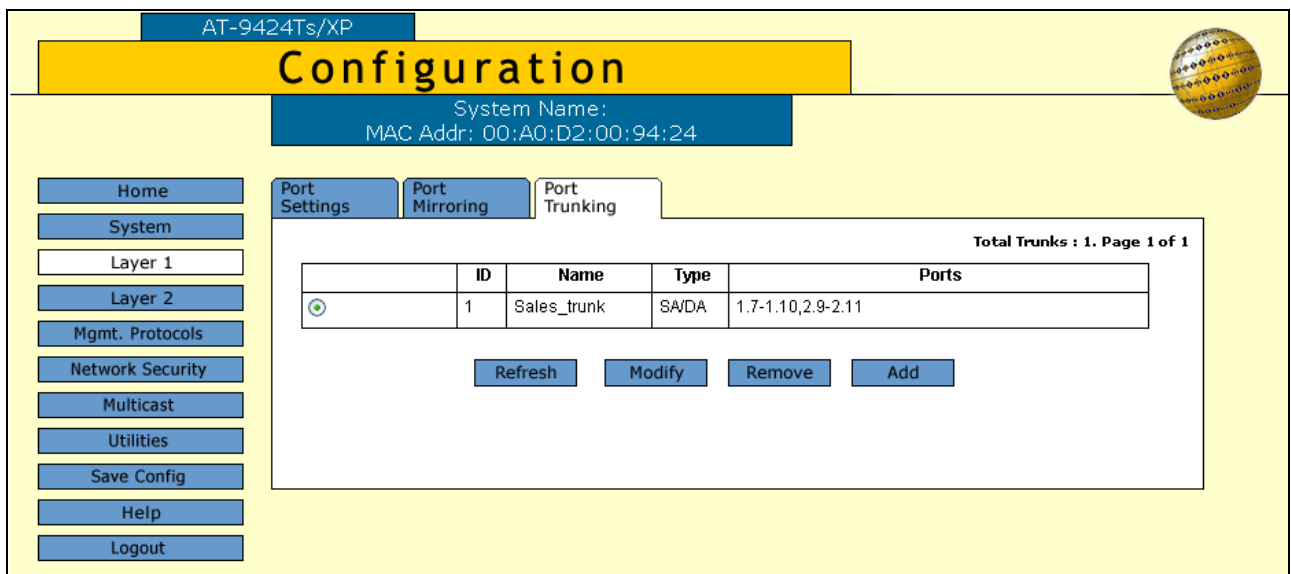 AT-9424Ts/XP
Configuration
System Name:
MAC Addr: 00:A0:D2:00:94:24
Home
System
Layer 1
Layer 2
Mgmt. Protocols
Network Security
Multicast
Utilities
Save Config
Help
Logout
Port Settings
Port Mirroring
Port Trunking
Total Trunks : 1. Page 1 of 1
ID Name Type Ports
1 Sales_trunk SA/DA 1.7-1.10,2.9-2.11
Refresh Modify Remove Add